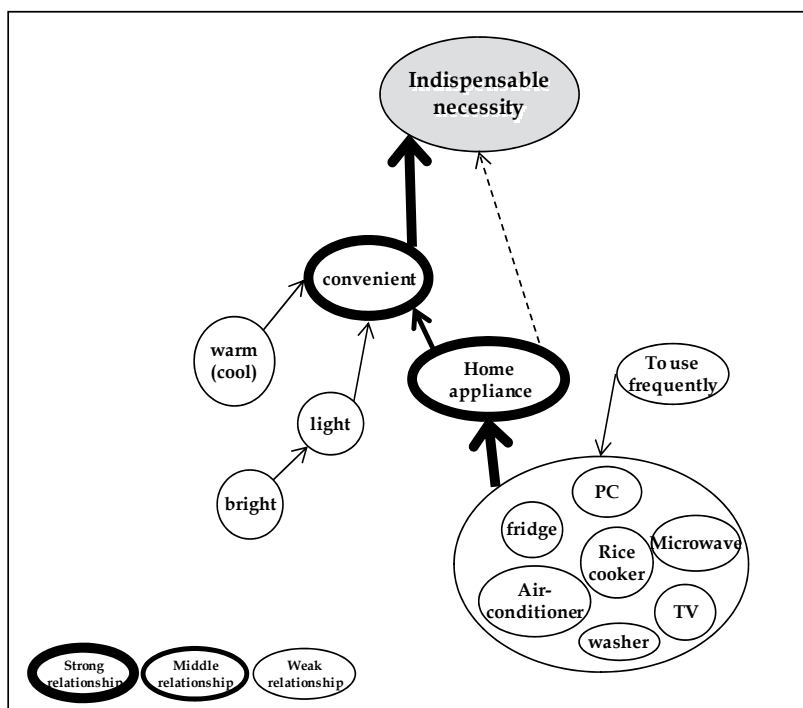 Indispensable
necessity
convenient
warm
(cool)
Home
appliance
To use
frequently
light
bright
PC
fridge
Microwave
Rice
cooker
Air-
conditioner
TV
washer
Strong
relationship
Middle
relationship
Weak
relationship